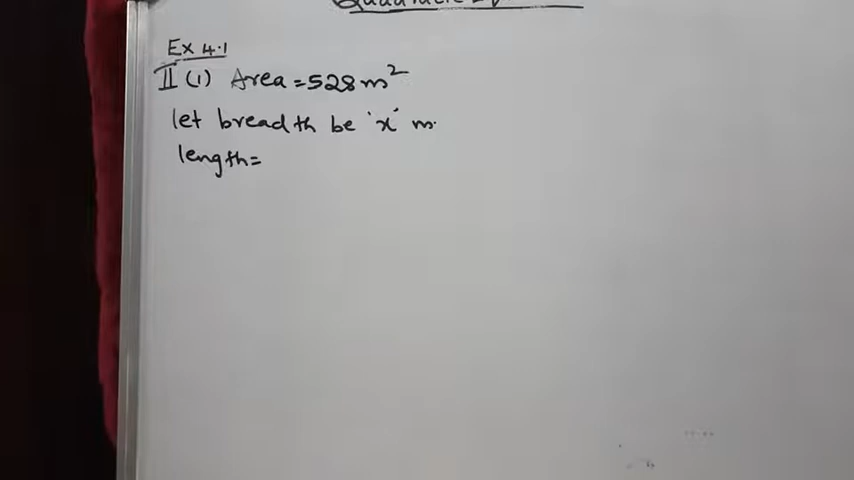 Ex 4.1
II (1) Area = 528 m²
let breadth be 'x' m.
length =